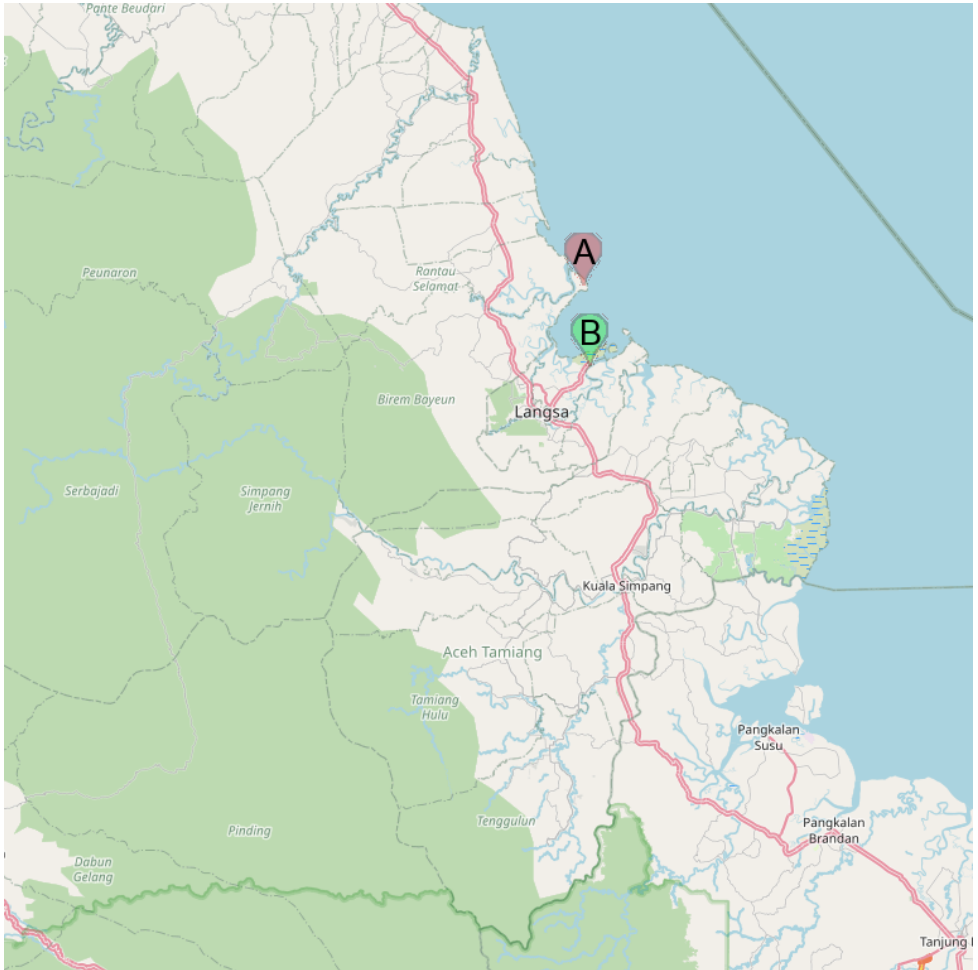 Pante Beudari
A
Peunaron
Rantau
Selamat
B
Birem Bayeun
Langsa
Serbajadi
Simpang
Jernih
Kuala Simpang
Aceh Tamiang
Tamiang
Hulu
Pangkalan
Susu
Tenggulun
Pinding
Pangkalan
Brandan
Dabun
Gelang
Tanjung